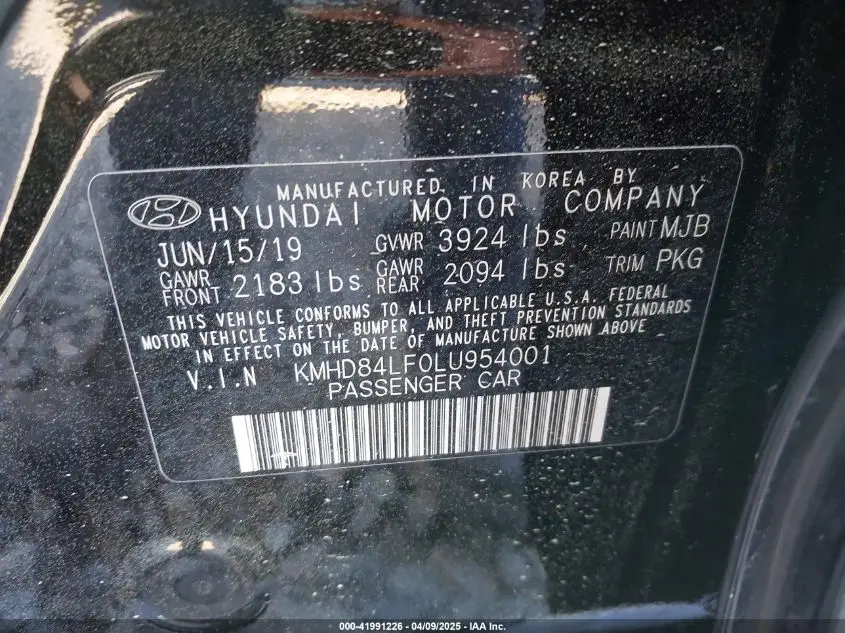 MANUFACTURED IN KOREA BY
HYUNDAI MOTOR COMPANY
JUN/15/19 GVWR 3924 lbs PAINT MJB
GAWR FRONT 2183 lbs GAWR REAR 2094 lbs TRIM PKG
THIS VEHICLE CONFORMS TO ALL APPLICABLE U.S.A. FEDERAL
MOTOR VEHICLE SAFETY, BUMPER, AND THEFT PREVENTION STANDARDS
IN EFFECT ON THE DATE OF MANUFACTURE SHOWN ABOVE
V.I.N KMHD84LF0LU954001
PASSENGER CAR
000-41991226 - 04/09/2025 - IAA Inc.